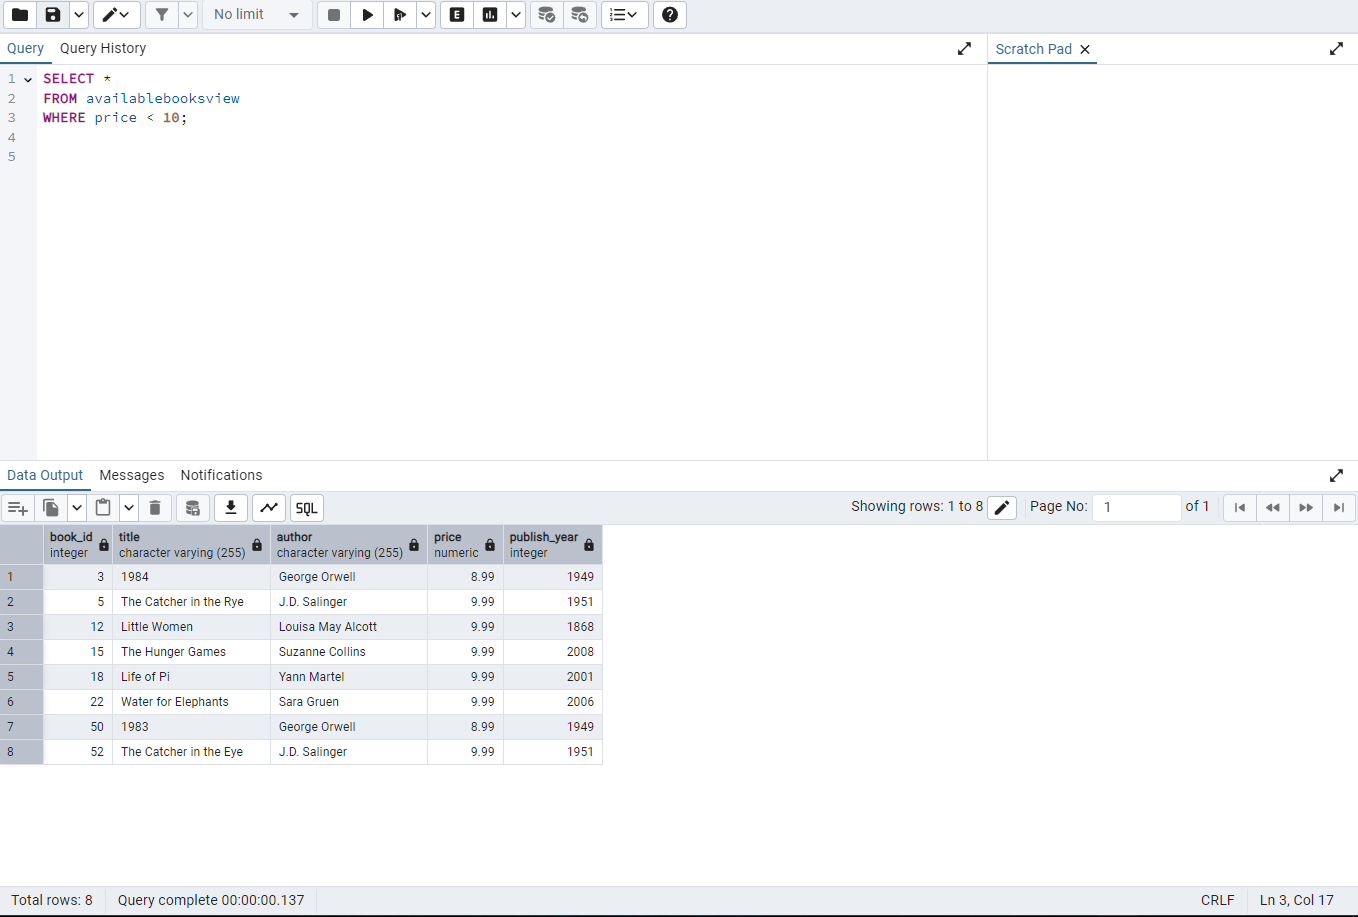 No limit
E
Query Query History
Scratch Pad
1 SELECT *
2 FROM availablebooksview
3 WHERE price < 10;
4
5
Data Output Messages Notifications
SQL Showing rows: 1 to 8 Page No: 1 of 1
book_id title author price publish_year
integer character varying (255) character varying (255) numeric integer
1 3 1984 George Orwell 8.99 1949
2 5 The Catcher in the Rye J.D. Salinger 9.99 1951
3 12 Little Women Louisa May Alcott 9.99 1868
4 15 The Hunger Games Suzanne Collins 9.99 2008
5 18 Life of Pi Yann Martel 9.99 2001
6 22 Water for Elephants Sara Gruen 9.99 2006
7 50 1983 George Orwell 8.99 1949
8 52 The Catcher in the Eye J.D. Salinger 9.99 1951
Total rows: 8 Query complete 00:00:00.137 CRLF Ln 3, Col 17